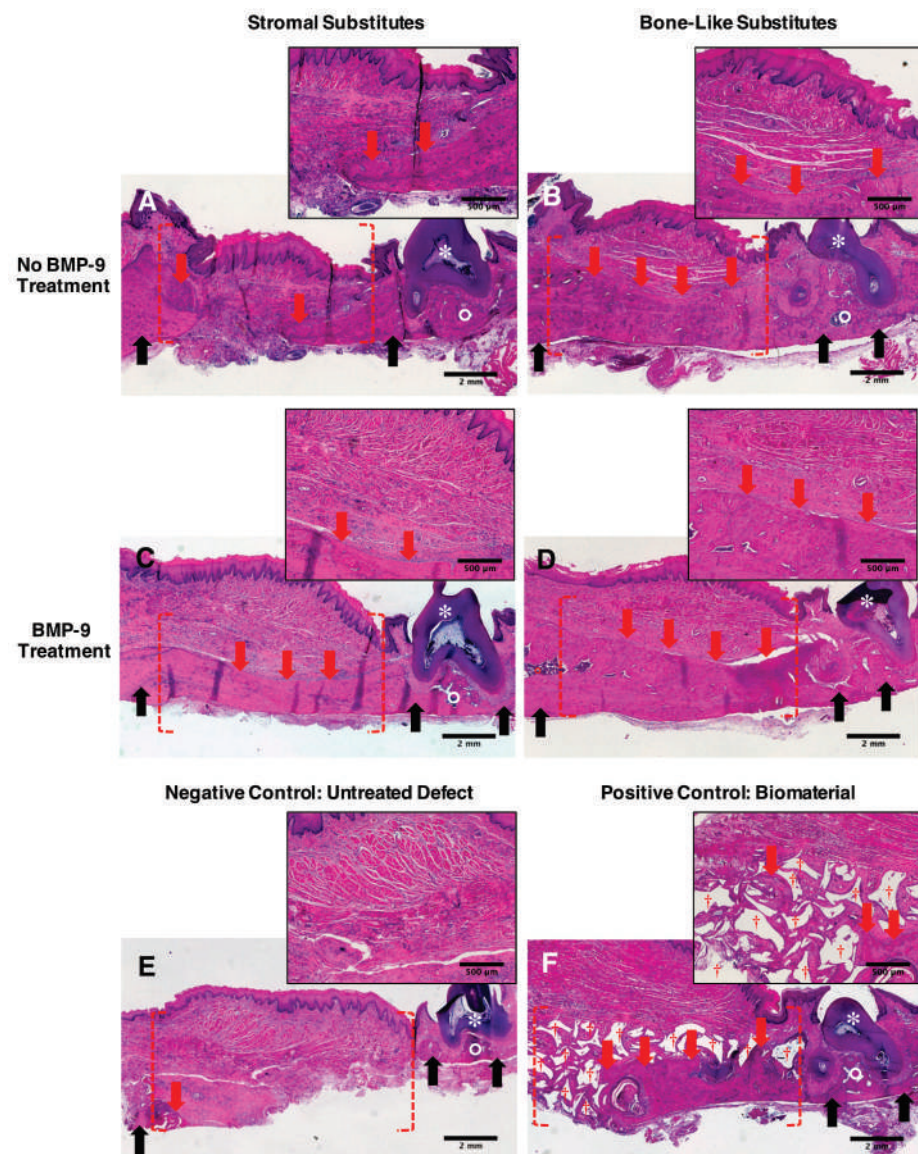 Stromal Substitutes
Bone-Like Substitutes
500 µm
500 µm
A
B
*
*
No BMP-9
Treatment
2 mm
2 mm
C
D
500 µm
500 µm
*
*
BMP-9
Treatment
2 mm
2 mm
Negative Control: Untreated Defect
Positive Control: Biomaterial
500 µm
500 µm
E
F
*
*
2 mm
2 mm